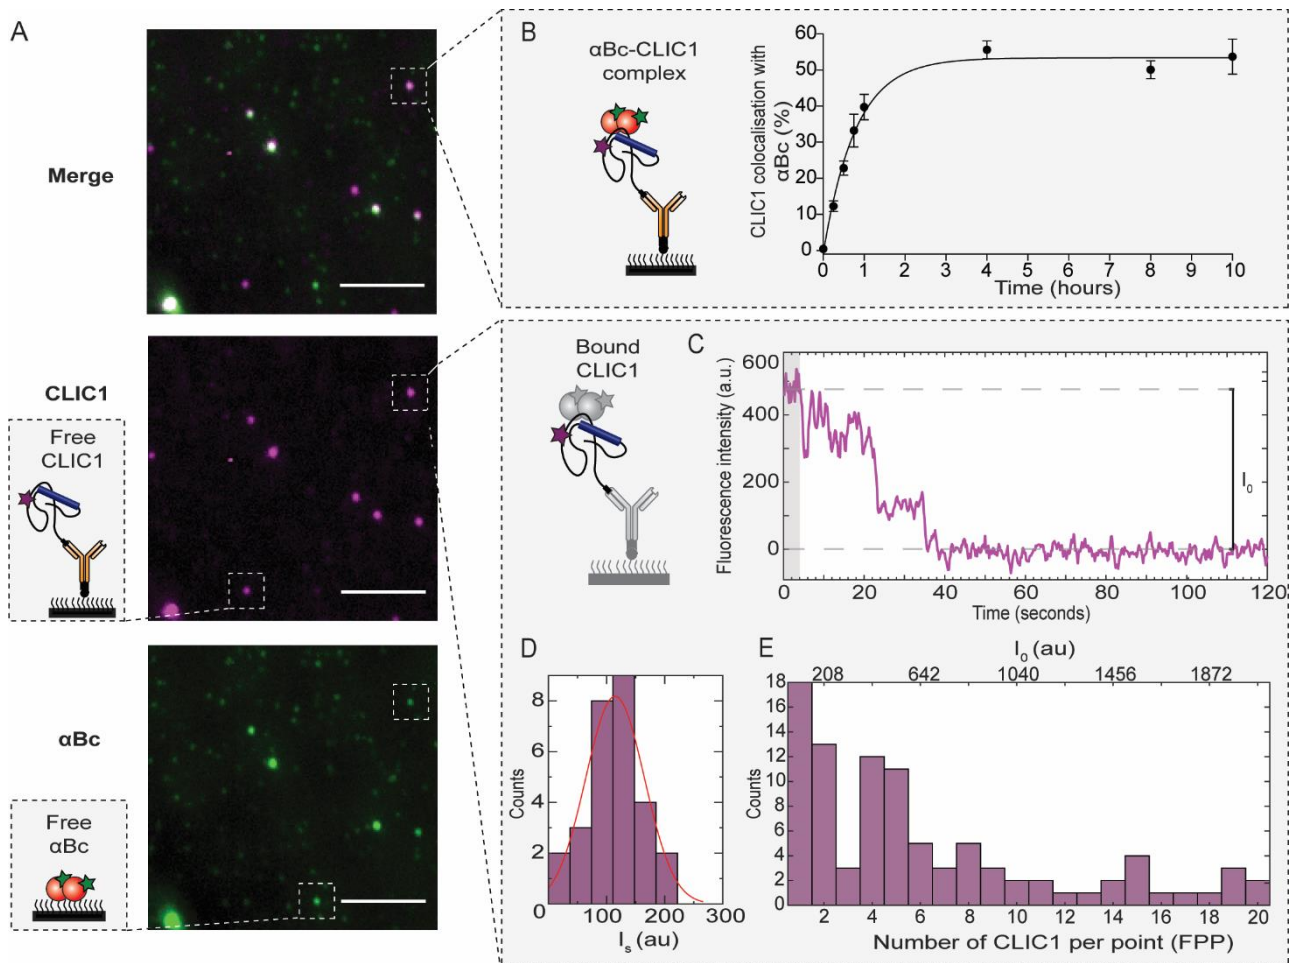 A
Merge
CLIC1
Free
CLIC1
αBc
Free
αBc
B
αBc-CLIC1
complex
CLIC1 colocalisation with
αBc (%)
60
50
40
30
20
10
0
0 1 2 3 4 5 6 7 8 9 10
Time (hours)
Bound
CLIC1
C
Fluorescence intensity (a.u.)
600
400
200
0
I₀
0 20 40 60 80 100 120
Time (seconds)
D
Counts
8
6
4
2
0
100 200 300
Iₛ (au)
E
I₀ (au)
208 642 1040 1456 1872
Counts
18
16
14
12
10
8
6
4
2
0
2 4 6 8 10 12 14 16 18 20
Number of CLIC1 per point (FPP)